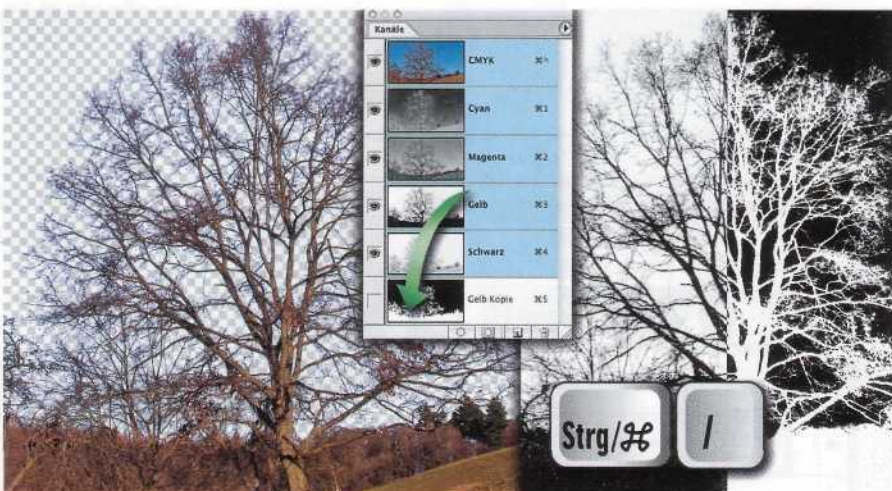 Kanäle
CMYK
Cyan ⌘1
Magenta ⌘2
Gelb ⌘3
Schwarz ⌘4
Gelb Kopie ⌘5
Strg/⌘ I